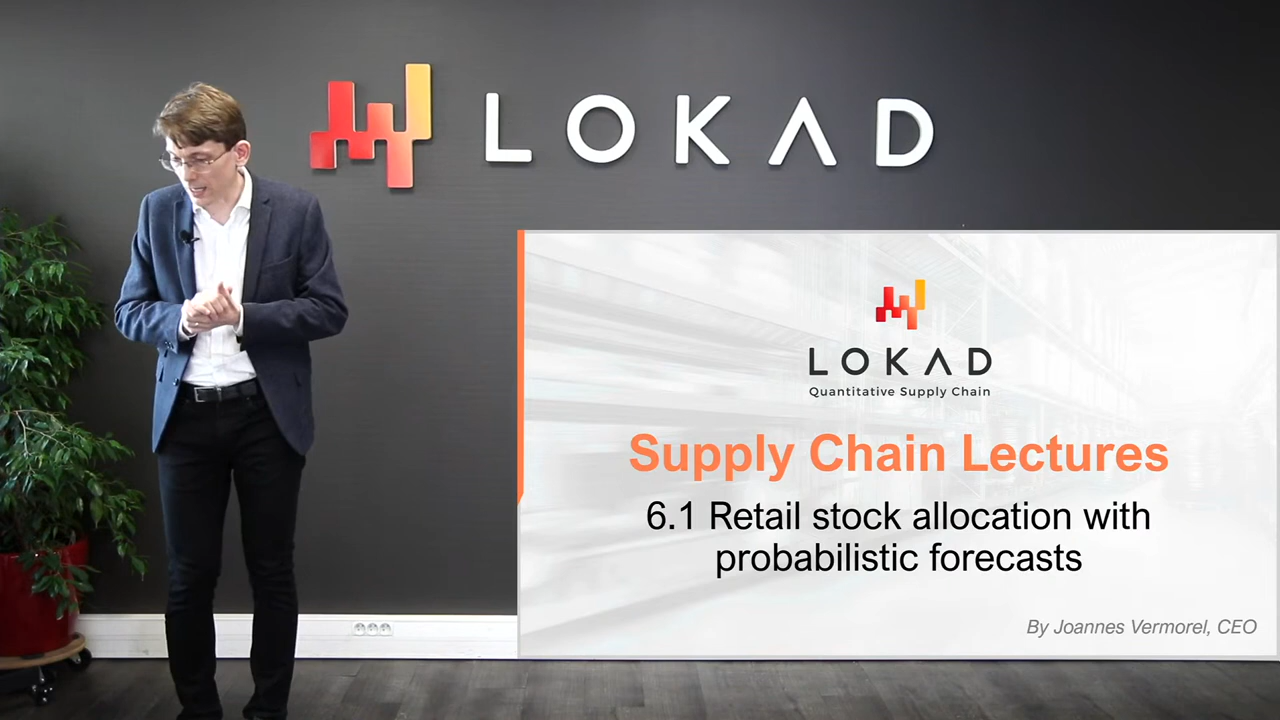 LOKAD
LOKAD
Quantitative Supply Chain
Supply Chain Lectures
6.1 Retail stock allocation with
probabilistic forecasts
By Joannes Vermorel, CEO